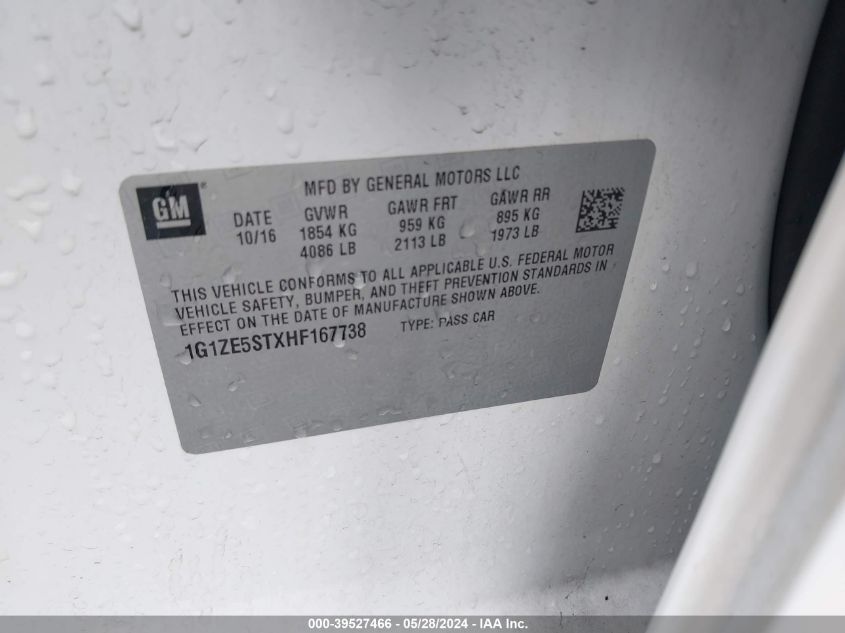 GM®
MFD BY GENERAL MOTORS LLC
DATE GVWR GAWR FRT GAWR RR
10/16 1854 KG 959 KG 895 KG
4086 LB 2113 LB 1973 LB
THIS VEHICLE CONFORMS TO ALL APPLICABLE U.S. FEDERAL MOTOR
VEHICLE SAFETY, BUMPER, AND THEFT PREVENTION STANDARDS IN
EFFECT ON THE DATE OF MANUFACTURE SHOWN ABOVE.
1G1ZE5STXHF167738 TYPE: PASS CAR
000-39527466 - 05/28/2024 - IAA Inc.